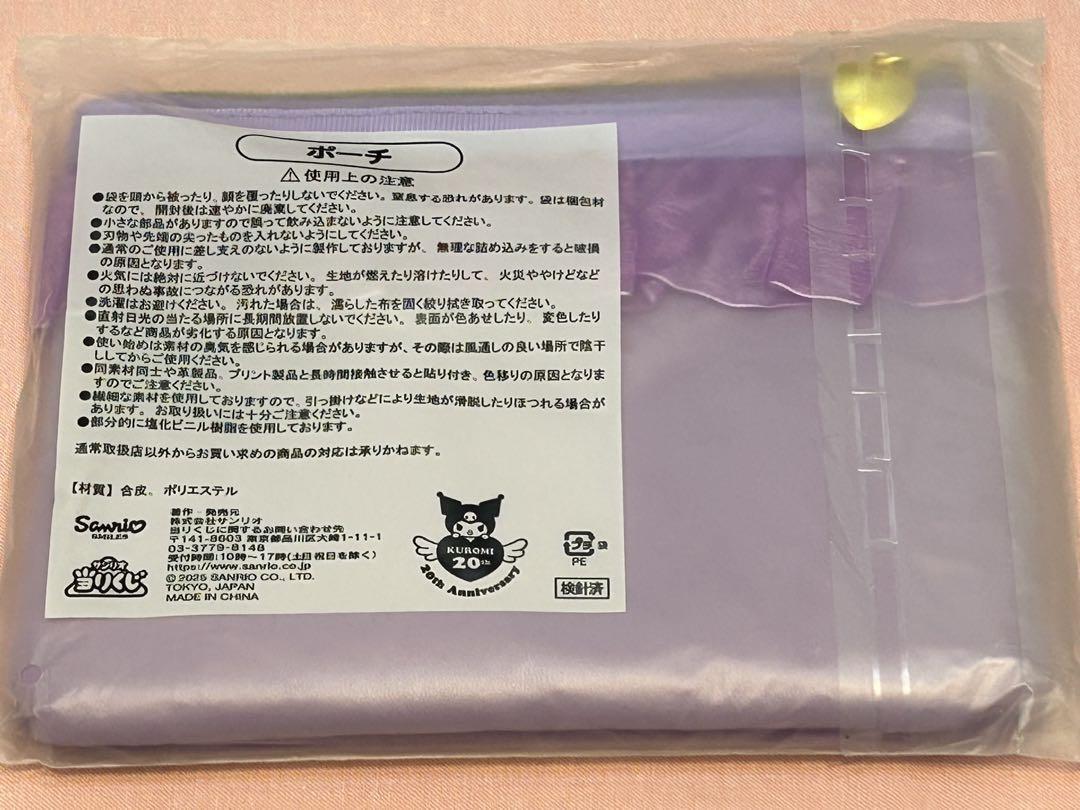 ポーチ
⚠使用上の注意
●袋を頭から被ったり、顔を覆ったりしないでください。窒息する恐れがあります。袋は梱包材
なので、開封後は速やかに廃棄してください。
●小さな部品がありますので誤って飲み込まないように注意してください。
●刃物や先端の尖ったものを入れないようにしてください。
●通常のご使用に差し支えのないように製作しておりますが、無理な詰め込みをすると破損
の原因となります。
●火気には絶対に近づけないでください。生地が燃えたり溶けたりして、火災ややけどなど
の思わぬ事故につながる恐れがあります。
●洗濯はお避けください。汚れた場合は、濡らした布を固く絞り拭き取ってください。
●直射日光の当たる場所に長期間放置しないでください。表面が色あせしたり、変色したり
するなど商品が劣化する原因となります。
●使い始めは素材の臭気を感じられる場合がありますが、その際は風通しの良い場所で陰干
ししてからご使用ください。
●同素材同士や革製品、プリント製品と長時間接触させると貼り付き、色移りの原因となりま
すのでご注意ください。
●繊細な素材を使用しておりますので、引っ掛けなどにより生地が滑脱したりほつれる場合が
あります。お取り扱いには十分ご注意ください。
●部分的に塩化ビニル樹脂を使用しております。
通常取扱店以外からお買い求めの商品の対応は承りかねます。
【材質】合皮、ポリエステル
Sanrio
SMILES
サンリオ
当りくじ
著作・発売元
株式会社サンリオ
当りくじに関するお問い合わせ先
〒141-8603 東京都品川区大崎1-11-1
03-3779-8148
受付時間:10時～17時(土日祝日を除く)
https://www.sanrio.co.jp
© 2025 SANRIO CO., LTD.
TOKYO, JAPAN
MADE IN CHINA
KUROMI
20th
20th Anniversary
プラ 袋
PE
検針済